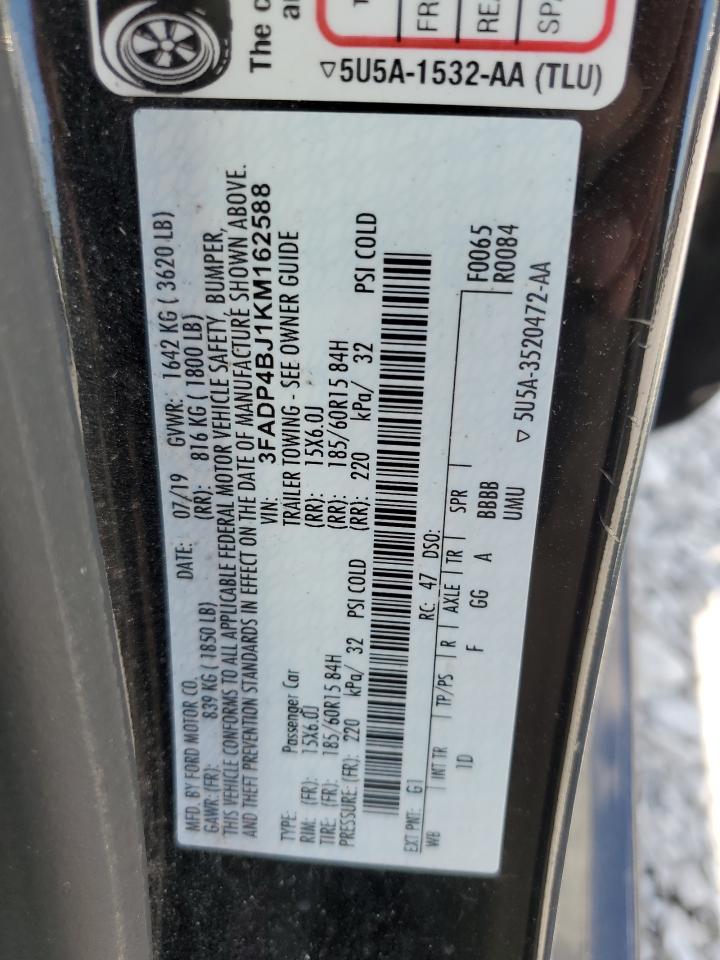 The c
a
FR
RE
SP
▽5U5A-1532-AA (TLU)
MFD. BY FORD MOTOR CO. DATE: 07/19 GVWR: 1642 KG ( 3620 LB)
GAWR: (FR): 839 KG ( 1850 LB) (RR): 816 KG ( 1800 LB)
THIS VEHICLE CONFORMS TO ALL APPLICABLE FEDERAL MOTOR VEHICLE SAFETY, BUMPER,
AND THEFT PREVENTION STANDARDS IN EFFECT ON THE DATE OF MANUFACTURE SHOWN ABOVE.
VIN: 3FADP4BJ1KM162588
TYPE: Passenger Car TRAILER TOWING - SEE OWNER GUIDE
RIM: (FR): 15X6.0J (RR): 15X6.0J
TIRE: (FR): 185/60R15 84H (RR): 185/60R15 84H
PRESSURE: (FR): 220 kPa/ 32 PSI COLD (RR): 220 kPa/ 32 PSI COLD
EXT PNT: G1 RC: 47 DSO:
WB INT TR TP/PS R AXLE TR SPR F0065
1D F GG A BBBB R0084
UMU
▽ 5U5A-3520472-AA